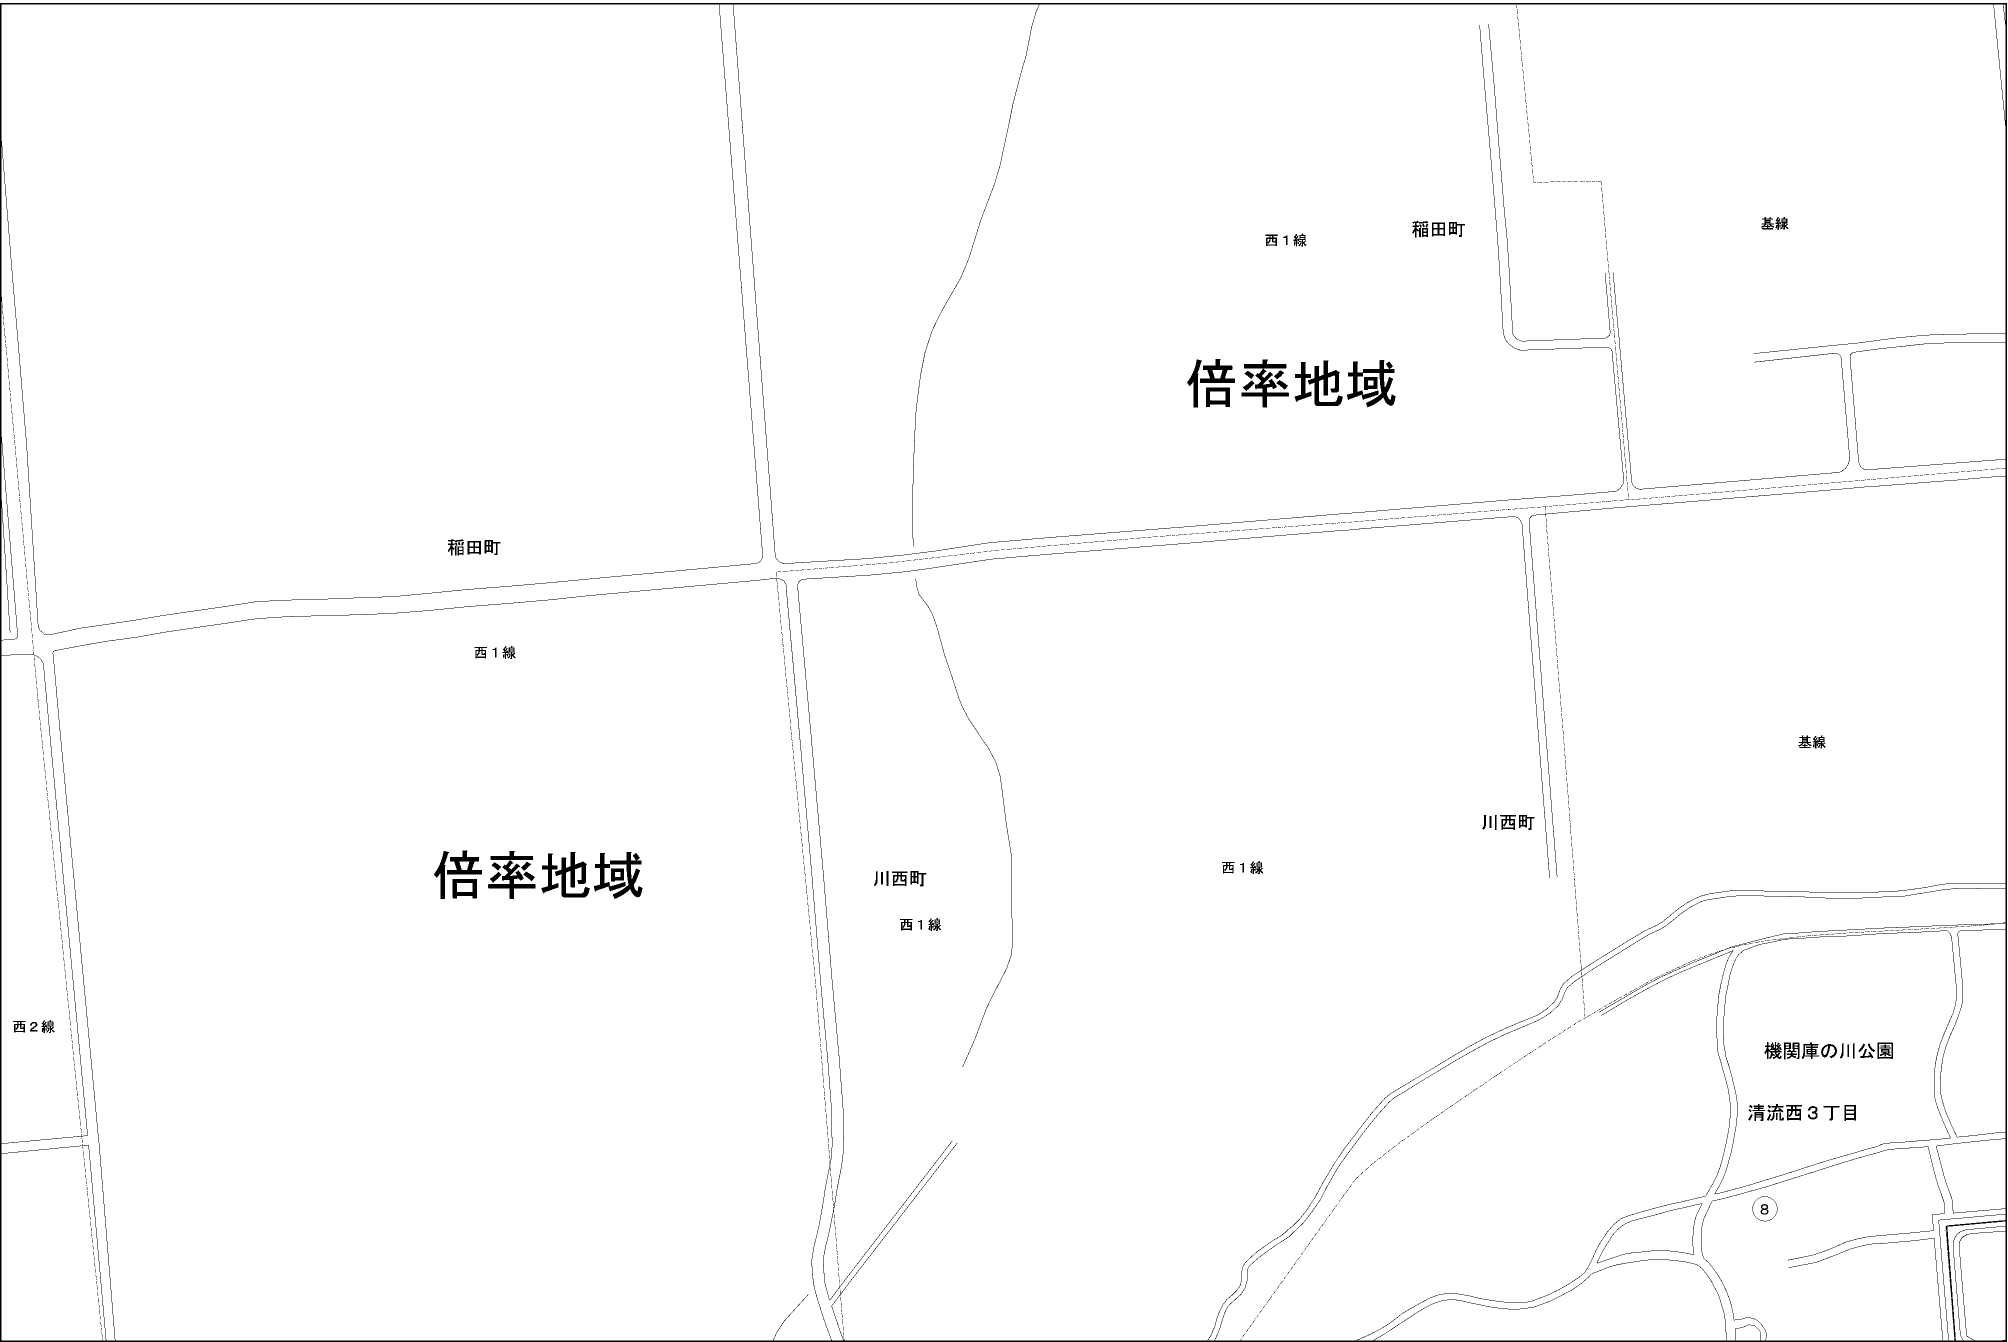 基線
稲田町
西１線
倍率地域
稲田町
西１線
基線
川西町
倍率地域
西１線
川西町
西１線
西２線
機関庫の川公園
清流西３丁目
8